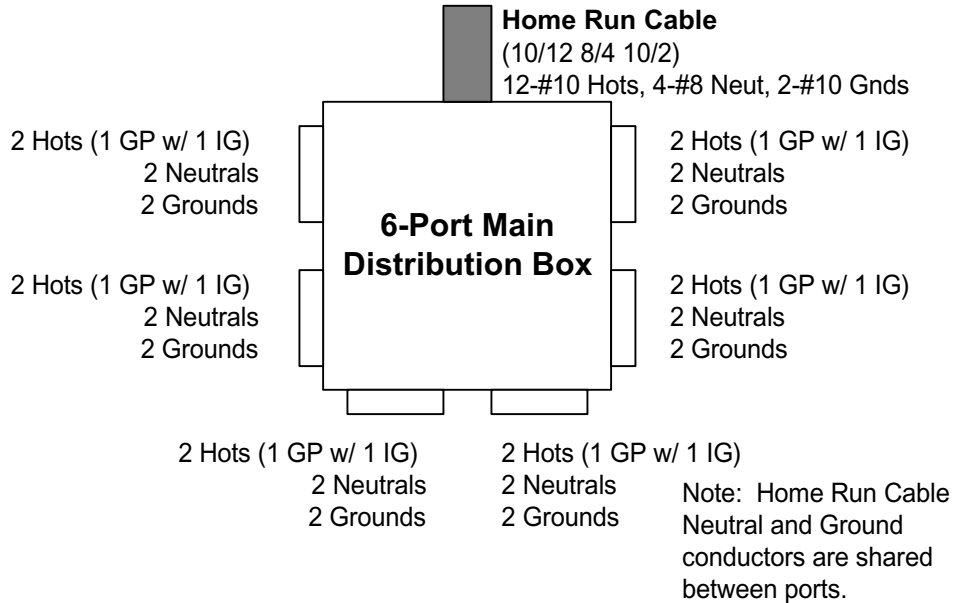 Home Run Cable
(10/12 8/4 10/2)
12-#10 Hots, 4-#8 Neut, 2-#10 Gnds
2 Hots (1 GP w/ 1 IG)
2 Neutrals
2 Grounds
2 Hots (1 GP w/ 1 IG)
2 Neutrals
2 Grounds
6-Port Main
Distribution Box
2 Hots (1 GP w/ 1 IG)
2 Neutrals
2 Grounds
2 Hots (1 GP w/ 1 IG)
2 Neutrals
2 Grounds
2 Hots (1 GP w/ 1 IG)
2 Neutrals
2 Grounds
2 Hots (1 GP w/ 1 IG)
2 Neutrals
2 Grounds
Note: Home Run Cable
Neutral and Ground
conductors are shared
between ports.